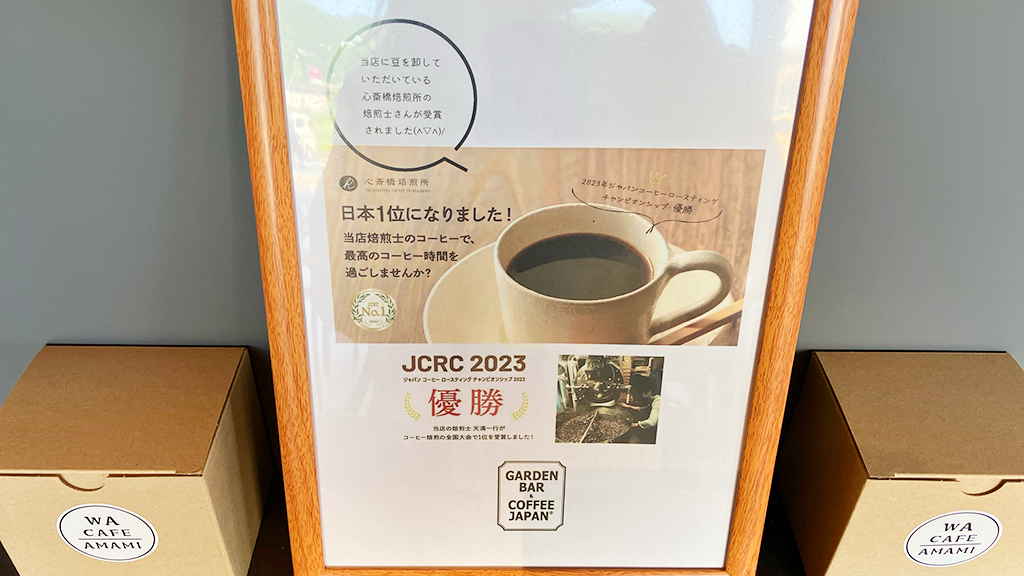 当店に豆を卸して
いただいている
心斎橋焙煎所の
焙煎士さんが受賞
されました(∧▽∧)/
心斎橋焙煎所
2023年ジャパンコーヒーロースティング
チャンピオンシップ 優勝
日本1位になりました！
当店焙煎士のコーヒーで、
最高のコーヒー時間を
過ごしませんか?
JCRC
No.1
JCRC 2023
ジャパン コーヒー ロースティング チャンピオンシップ 2023
優勝
当店の焙煎士 天満一行が
コーヒー焙煎の全国大会で1位を受賞しました！
GARDEN
BAR
&
COFFEE
JAPAN®
WA
CAFE
AMAMI
WA
CAFE
AMAMI